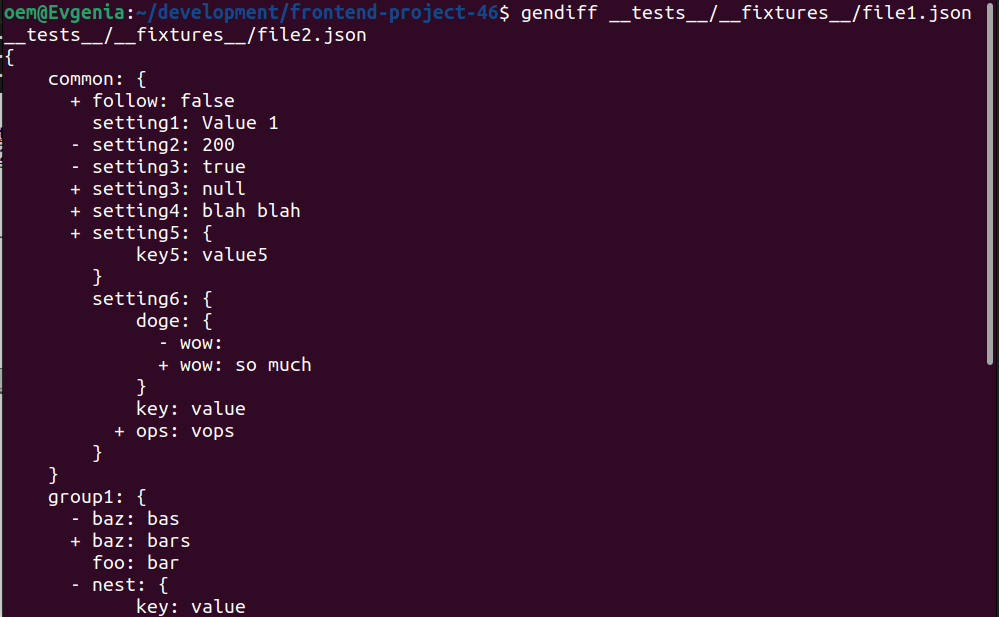 oem@Evgenia:~/development/frontend-project-46$ gendiff __tests__/__fixtures__/file1.json
__tests__/__fixtures__/file2.json
{
    common: {
      + follow: false
        setting1: Value 1
      - setting2: 200
      - setting3: true
      + setting3: null
      + setting4: blah blah
      + setting5: {
            key5: value5
        }
        setting6: {
            doge: {
              - wow:
              + wow: so much
            }
            key: value
          + ops: vops
        }
    }
    group1: {
      - baz: bas
      + baz: bars
        foo: bar
      - nest: {
            key: value